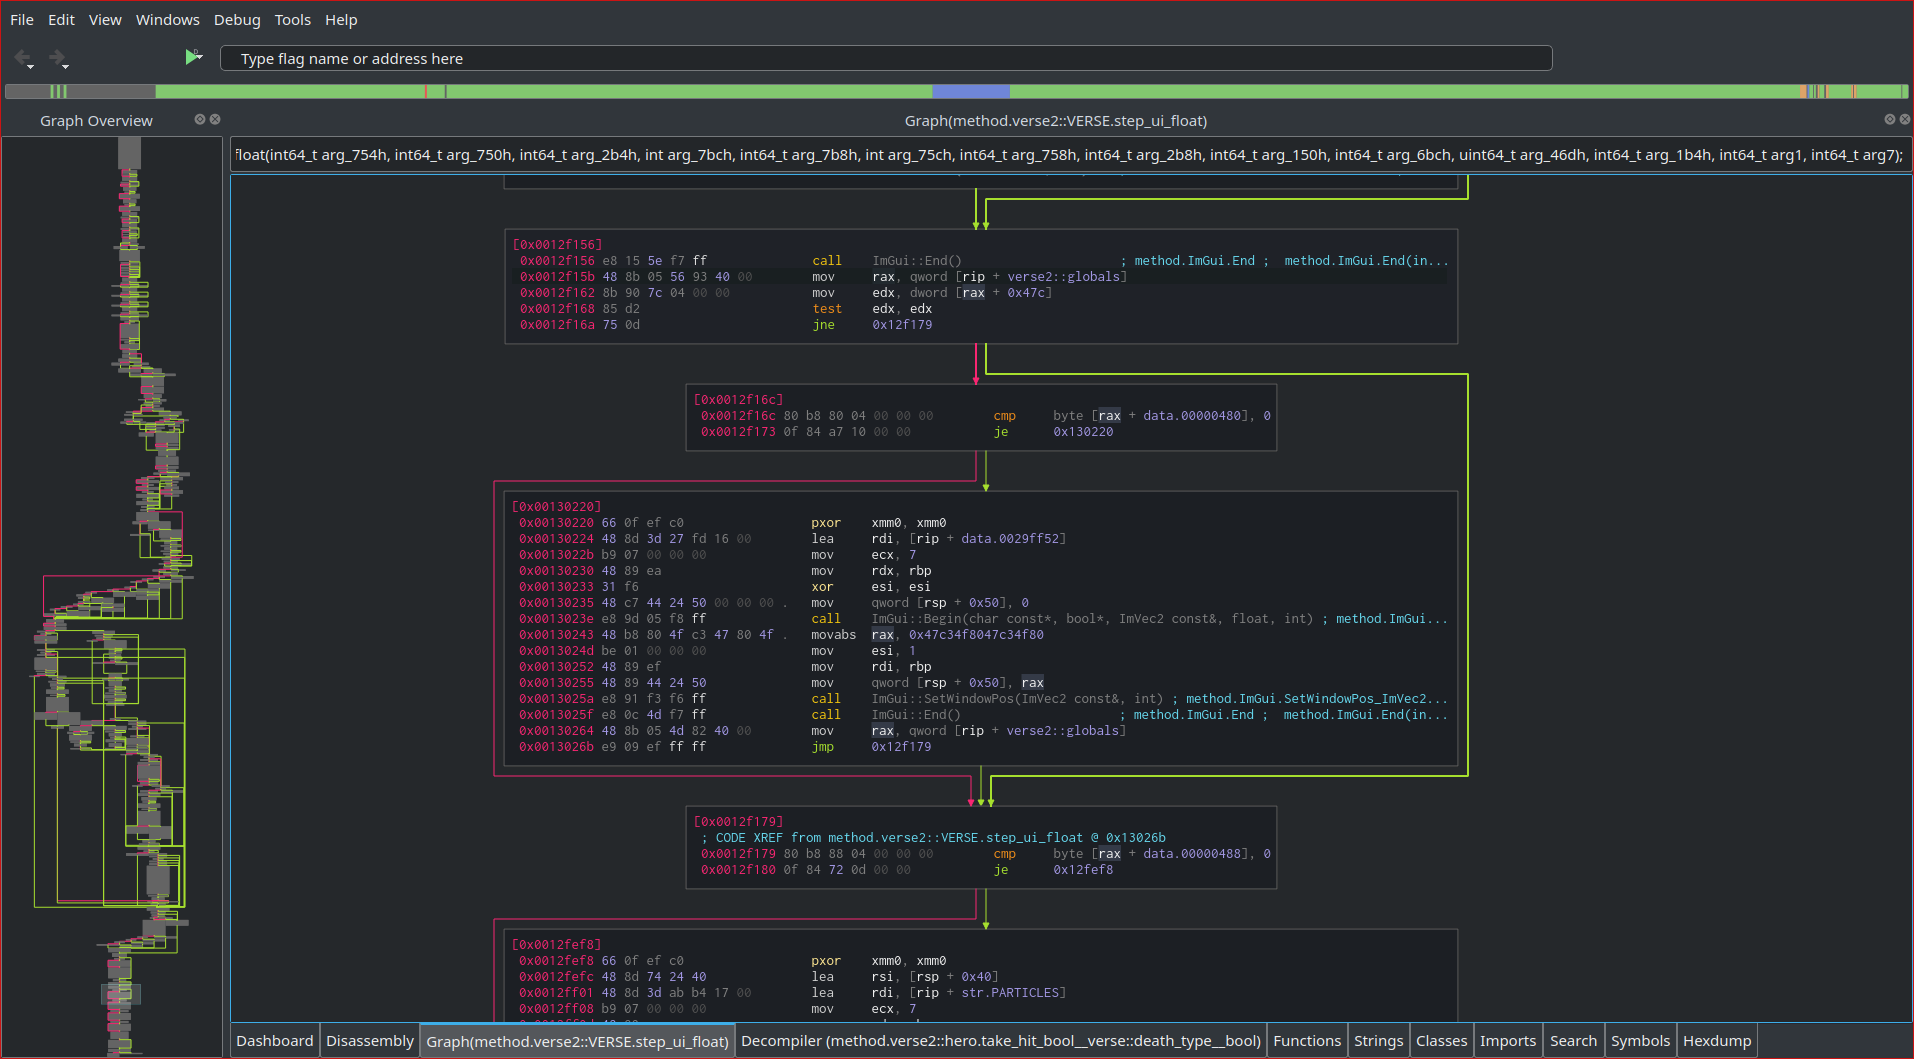 File Edit View Windows Debug Tools Help
Type flag name or address here
Graph Overview
Graph(method.verse2::VERSE.step_ui_float)
float(int64_t arg_754h, int64_t arg_750h, int64_t arg_2b4h, int arg_7bch, int64_t arg_7b8h, int arg_75ch, int64_t arg_758h, int64_t arg_2b8h, int64_t arg_150h, int64_t arg_6bch, uint64_t arg_46dh, int64_t arg_1b4h, int64_t arg1, int64_t arg7);
[0x0012f156]
0x0012f156 e8 15 5e f7 ff call ImGui::End() ; method.ImGui.End ; method.ImGui.End(in...
0x0012f15b 48 8b 05 56 93 40 00 mov rax, qword [rip + verse2::globals]
0x0012f162 8b 90 7c 04 00 00 mov edx, dword [rax + 0x47c]
0x0012f168 85 d2 test edx, edx
0x0012f16a 75 0d jne 0x12f179
[0x0012f16c]
0x0012f16c 80 b8 80 04 00 00 00 cmp byte [rax + data.00000480], 0
0x0012f173 0f 84 a7 10 00 00 je 0x130220
[0x00130220]
0x00130220 66 0f ef c0 pxor xmm0, xmm0
0x00130224 48 8d 3d 27 fd 16 00 lea rdi, [rip + data.0029ff52]
0x0013022b b9 07 00 00 00 mov ecx, 7
0x00130230 48 89 ea mov rdx, rbp
0x00130233 31 f6 xor esi, esi
0x00130235 48 c7 44 24 50 00 00 00 . mov qword [rsp + 0x50], 0
0x0013023e e8 9d 05 f8 ff call ImGui::Begin(char const*, bool*, ImVec2 const&, float, int) ; method.ImGui...
0x00130243 48 b8 80 4f c3 47 80 4f . movabs rax, 0x47c34f8047c34f80
0x0013024d be 01 00 00 00 mov esi, 1
0x00130252 48 89 ef mov rdi, rbp
0x00130255 48 89 44 24 50 mov qword [rsp + 0x50], rax
0x0013025a e8 91 f3 f6 ff call ImGui::SetWindowPos(ImVec2 const&, int) ; method.ImGui.SetWindowPos_ImVec2...
0x0013025f e8 0c 4d f7 ff call ImGui::End() ; method.ImGui.End ; method.ImGui.End(in...
0x00130264 48 8b 05 4d 82 40 00 mov rax, qword [rip + verse2::globals]
0x0013026b e9 09 ef ff ff jmp 0x12f179
[0x0012f179]
; CODE XREF from method.verse2::VERSE.step_ui_float @ 0x13026b
0x0012f179 80 b8 88 04 00 00 00 cmp byte [rax + data.00000488], 0
0x0012f180 0f 84 72 0d 00 00 je 0x12fef8
[0x0012fef8]
0x0012fef8 66 0f ef c0 pxor xmm0, xmm0
0x0012fefc 48 8d 74 24 40 lea rsi, [rsp + 0x40]
0x0012ff01 48 8d 3d ab b4 17 00 lea rdi, [rip + str.PARTICLES]
0x0012ff08 b9 07 00 00 00 mov ecx, 7
Dashboard Disassembly Graph(method.verse2::VERSE.step_ui_float) Decompiler (method.verse2::hero.take_hit_bool__verse::death_type__bool) Functions Strings Classes Imports Search Symbols Hexdump